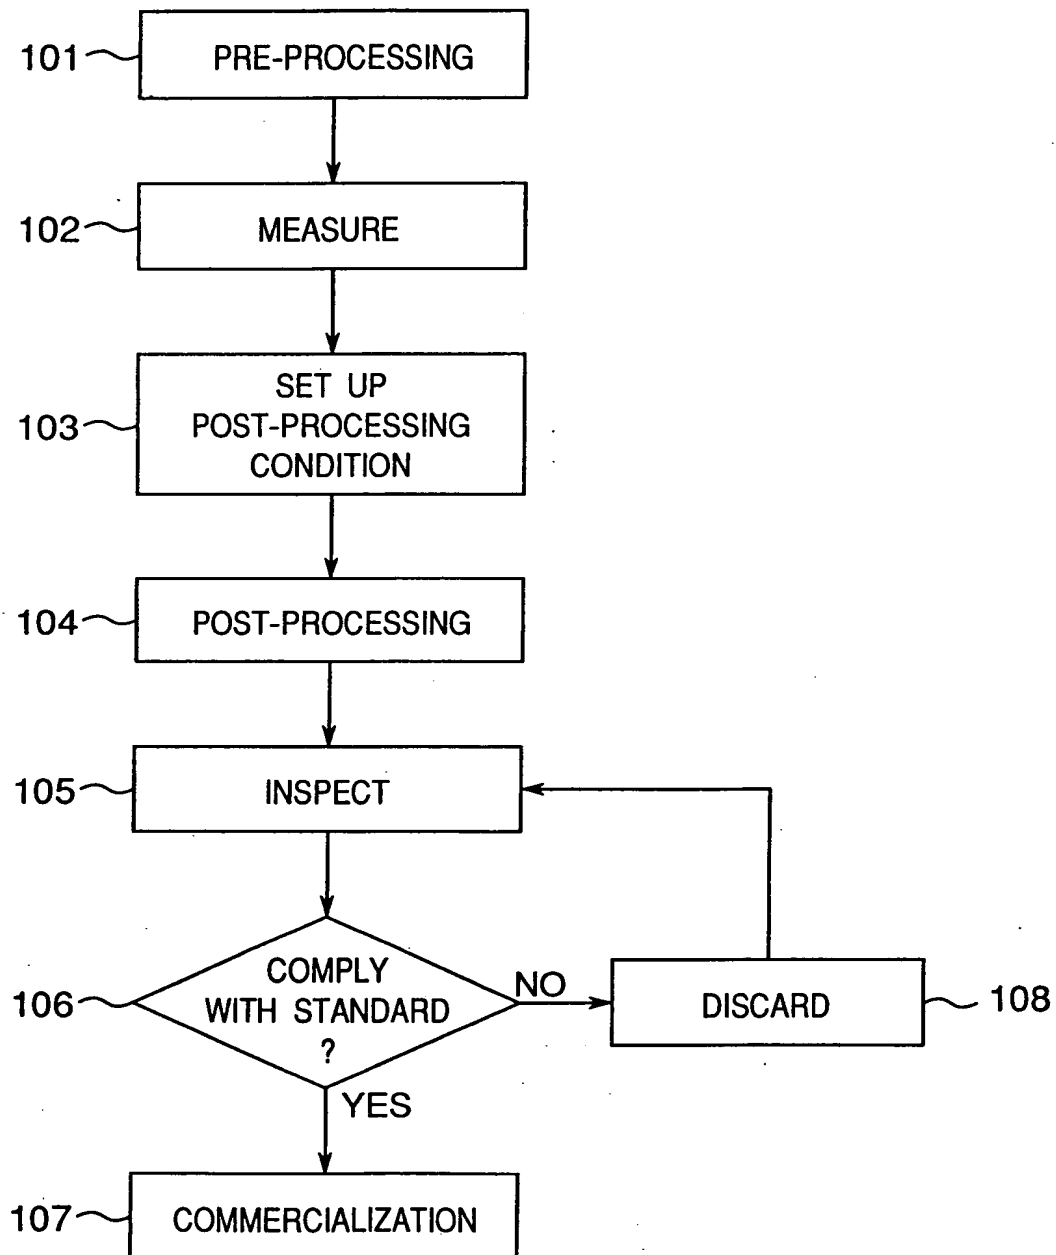 101
PRE-PROCESSING
102
MEASURE
103
SET UP
POST-PROCESSING
CONDITION
104
POST-PROCESSING
105
INSPECT
106
COMPLY
WITH STANDARD
?
NO
DISCARD
108
YES
107
COMMERCIALIZATION